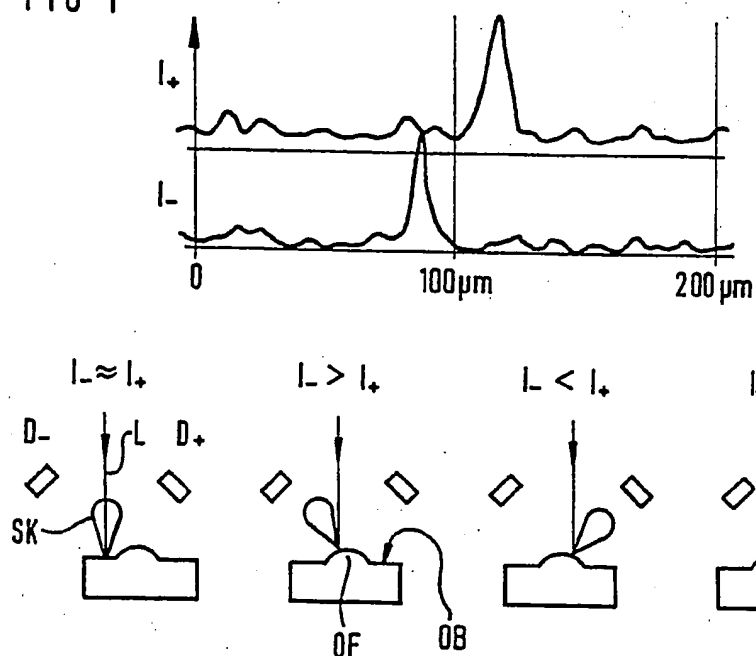 I₊
I₋
0 100µm 200µm
I₋ ≈ I₊ I₋ > I₊ I₋ < I₊
D₋ L D₊
SK
OF OB